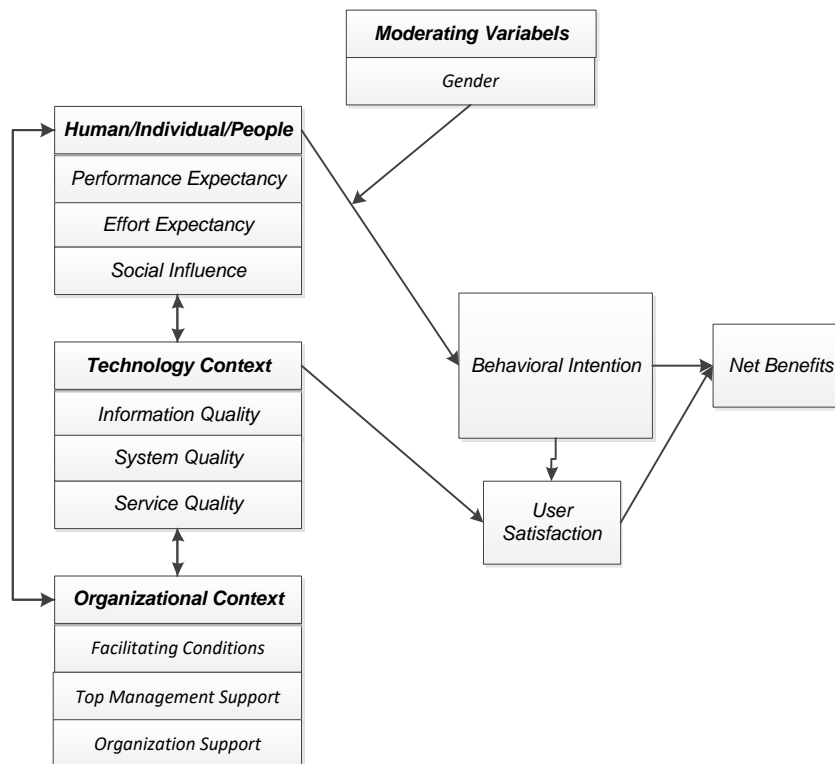 Moderating Variabels
Gender
Human/Individual/People
Performance Expectancy
Effort Expectancy
Social Influence
Technology Context
Information Quality
System Quality
Service Quality
Organizational Context
Facilitating Conditions
Top Management Support
Organization Support
Behavioral Intention
User
Satisfaction
Net Benefits